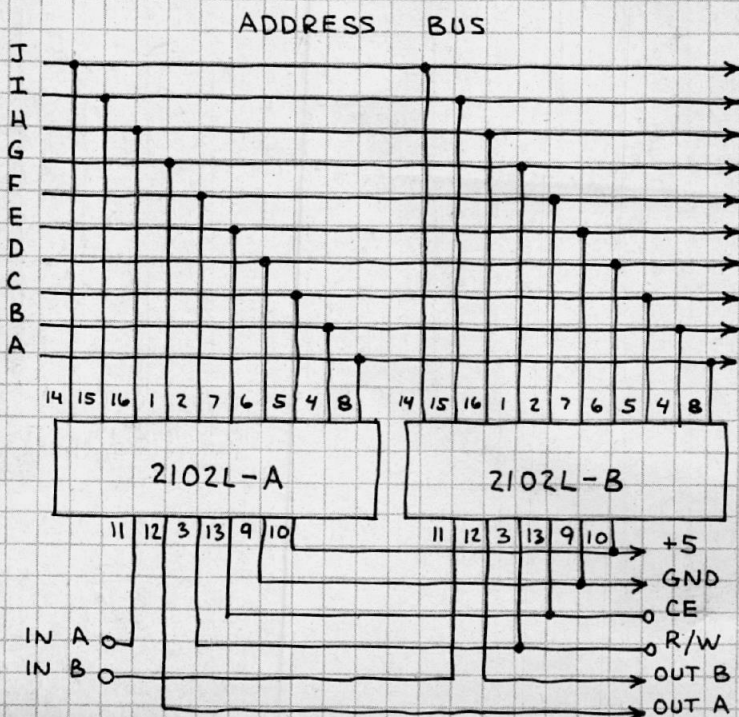 ADDRESS BUS
J
I
H
G
F
E
D
C
B
A
14 15 16 1 2 7 6 5 4 8 14 15 16 1 2 7 6 5 4 8
2102L-A 2102L-B
11 12 3 13 9 10 11 12 3 13 9 10
+5
GND
CE
IN A R/W
IN B OUT B
OUT A